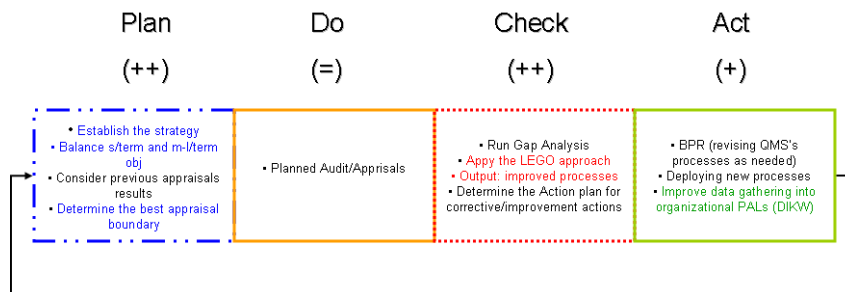 Plan
Do
Check
Act
(++)
(=)
(++)
(+)
▪ Establish the strategy
▪ Balance s/term and m-l/term
obj
▪ Consider previous appraisals
results
▪ Determine the best appraisal
boundary
▪ Planned Audit/Apprisals
▪ Run Gap Analysis
▪ Appy the LEGO approach
▪ Output: improved processes
▪ Determine the Action plan for
corrective/improvement actions
▪ BPR (revising QMS's
processes as needed)
▪ Deploying new processes
▪ Improve data gathering into
organizational PALs (DIKW)